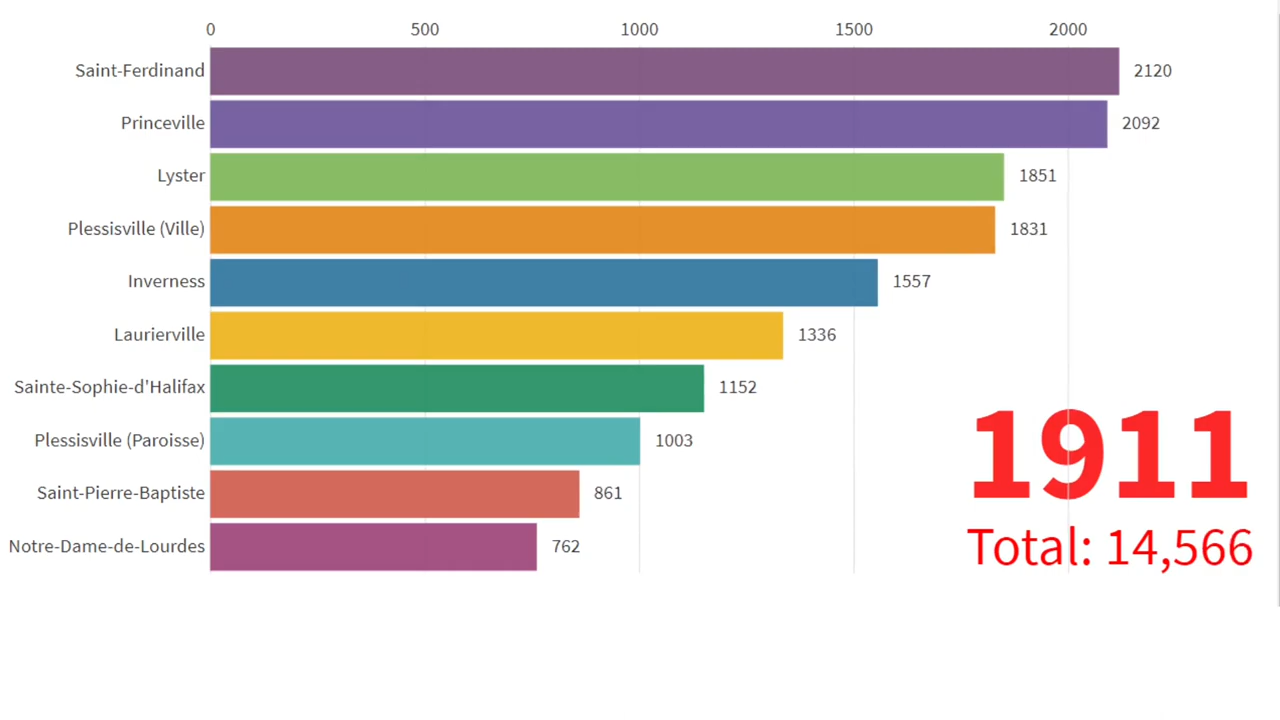 0 500 1000 1500 2000
Saint-Ferdinand 2120
Princeville 2092
Lyster 1851
Plessisville (Ville) 1831
Inverness 1557
Laurierville 1336
Sainte-Sophie-d'Halifax 1152
Plessisville (Paroisse) 1003
Saint-Pierre-Baptiste 861
Notre-Dame-de-Lourdes 762
1911
Total: 14,566